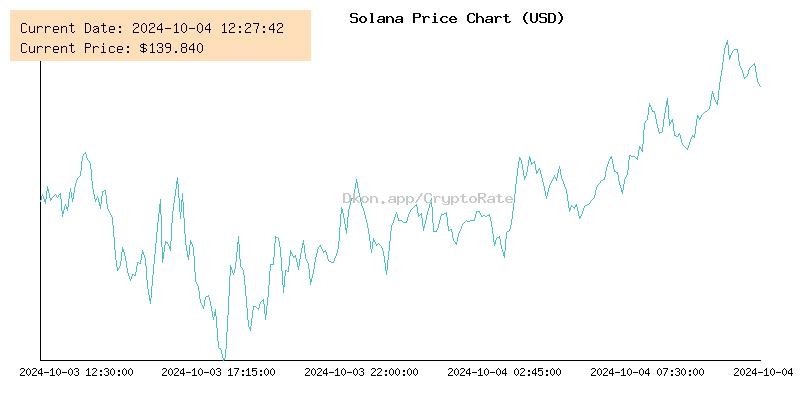 Solana Price Chart (USD)
Current Date: 2024-10-04 12:27:42
Current Price: $139.840
Dkon.app/CryptoRate
2024-10-03 12:30:00 2024-10-03 17:15:00 2024-10-03 22:00:00 2024-10-04 02:45:00 2024-10-04 07:30:00 2024-10-04